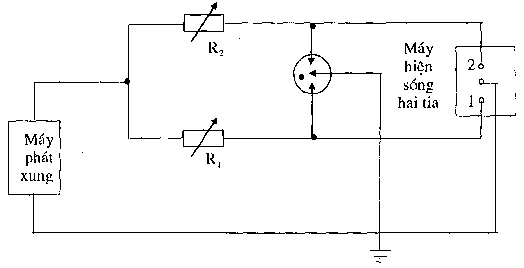 R₂
Máy
hiện
sóng
hai tia
2
1
R₁
Máy
phát
xung